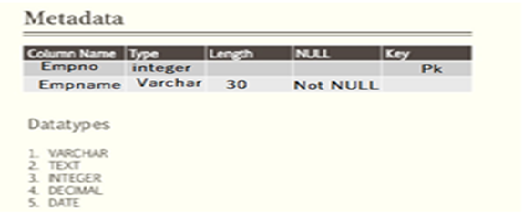 Metadata
Column Name Type Length NULL Key
Empno integer Pk
Empname Varchar 30 Not NULL
Datatypes
1. VARCHAR
2. TEXT
3. INTEGER
4. DECIMAL
5. DATE